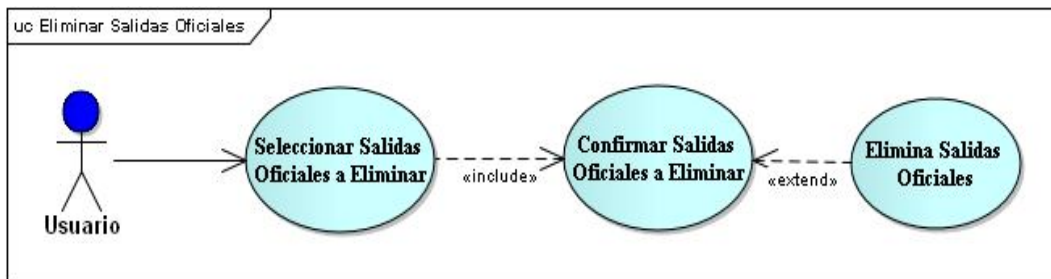 uc Eliminar Salidas Oficiales
Seleccionar Salidas
Oficiales a Eliminar
«include»
Confirmar Salidas
Oficiales a Eliminar
«extend»
Elimina Salidas
Oficiales
Usuario